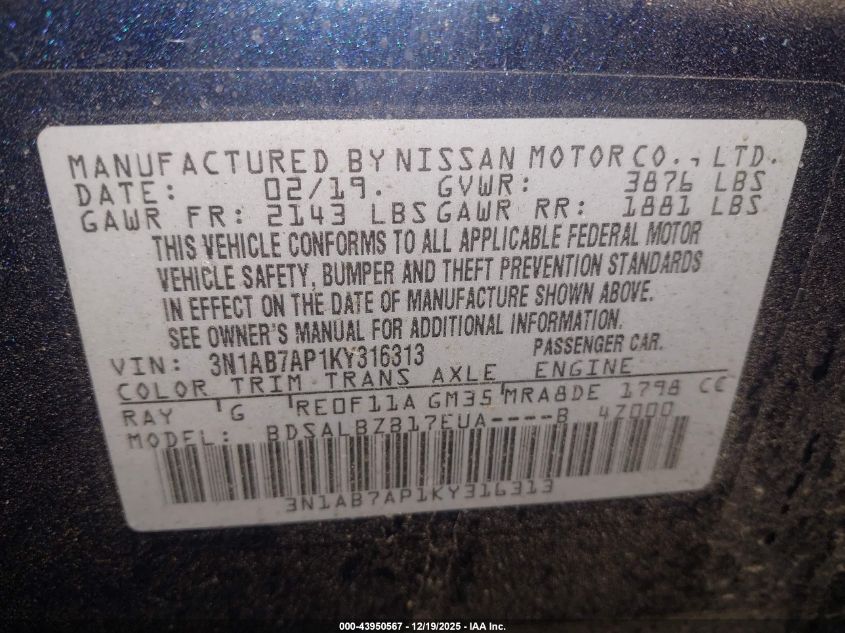 MANUFACTURED BY NISSAN MOTOR CO., LTD.
DATE: 02/19. GVWR: 3876 LBS
GAWR FR: 2143 LBS GAWR RR: 1881 LBS
THIS VEHICLE CONFORMS TO ALL APPLICABLE FEDERAL MOTOR
VEHICLE SAFETY, BUMPER AND THEFT PREVENTION STANDARDS
IN EFFECT ON THE DATE OF MANUFACTURE SHOWN ABOVE.
SEE OWNER'S MANUAL FOR ADDITIONAL INFORMATION.
VIN: 3N1AB7AP1KY316313 PASSENGER CAR.
COLOR TRIM TRANS AXLE ENGINE
RAY G RE0F11A GM35 MRA8DE 1798 CC
MODEL: BDSALBZB17EUA----B 47000
3N1AB7AP1KY316313
000-43950567 - 12/19/2025 - IAA Inc.